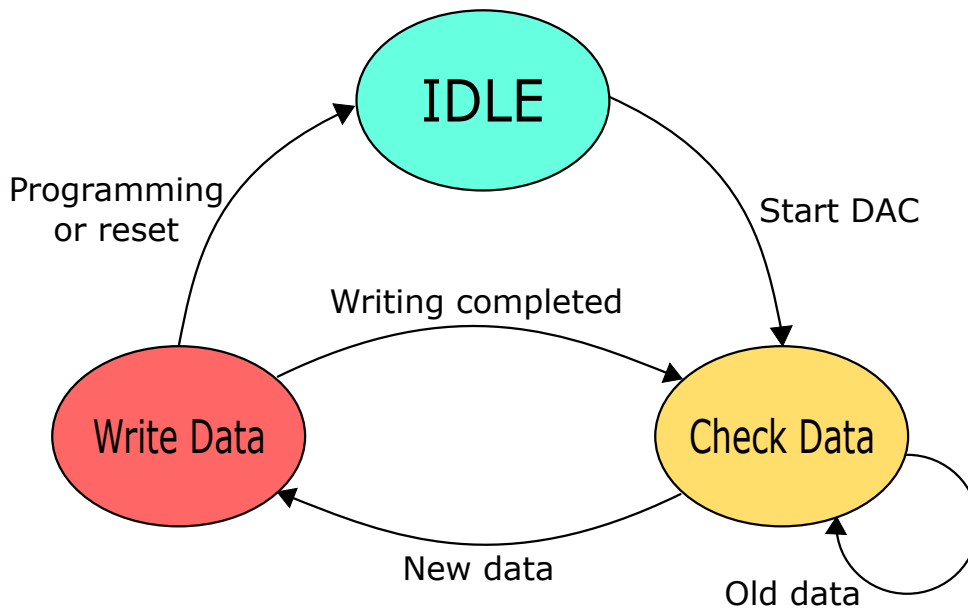 IDLE
Programming
or reset
Start DAC
Writing completed
Write Data
Check Data
New data
Old data